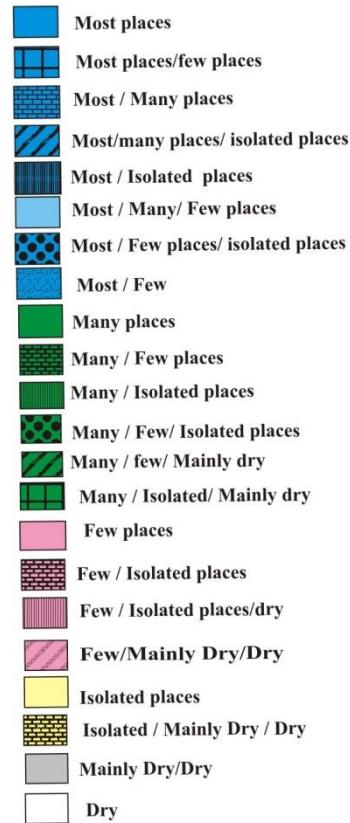 Most places
Most places/few places
Most / Many places
Most/many places/ isolated places
Most / Isolated  places
Most / Many/ Few places
Most / Few places/ isolated places
Most / Few
Many places
Many / Few places
Many / Isolated places
Many / Few/ Isolated places
Many / few/ Mainly dry
Many / Isolated/ Mainly dry
Few places
Few / Isolated places
Few / Isolated places/dry
Few/Mainly Dry/Dry
Isolated places
Isolated / Mainly Dry / Dry
Mainly Dry/Dry
Dry